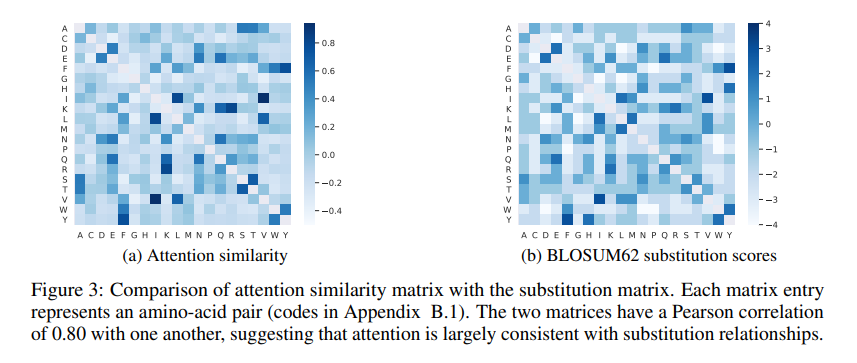 A
C
D
E
F
G
H
I
K
L
M
N
P
Q
R
S
T
V
W
Y
A C D E F G H I K L M N P Q R S T V W Y
0.8
0.6
0.4
0.2
0.0
−0.2
−0.4
(a) Attention similarity
A
C
D
E
F
G
H
I
K
L
M
N
P
Q
R
S
T
V
W
Y
A C D E F G H I K L M N P Q R S T V W Y
4
3
2
1
0
−1
−2
−3
−4
(b) BLOSUM62 substitution scores
Figure 3: Comparison of attention similarity matrix with the substitution matrix. Each matrix entry
represents an amino-acid pair (codes in Appendix B.1). The two matrices have a Pearson correlation
of 0.80 with one another, suggesting that attention is largely consistent with substitution relationships.